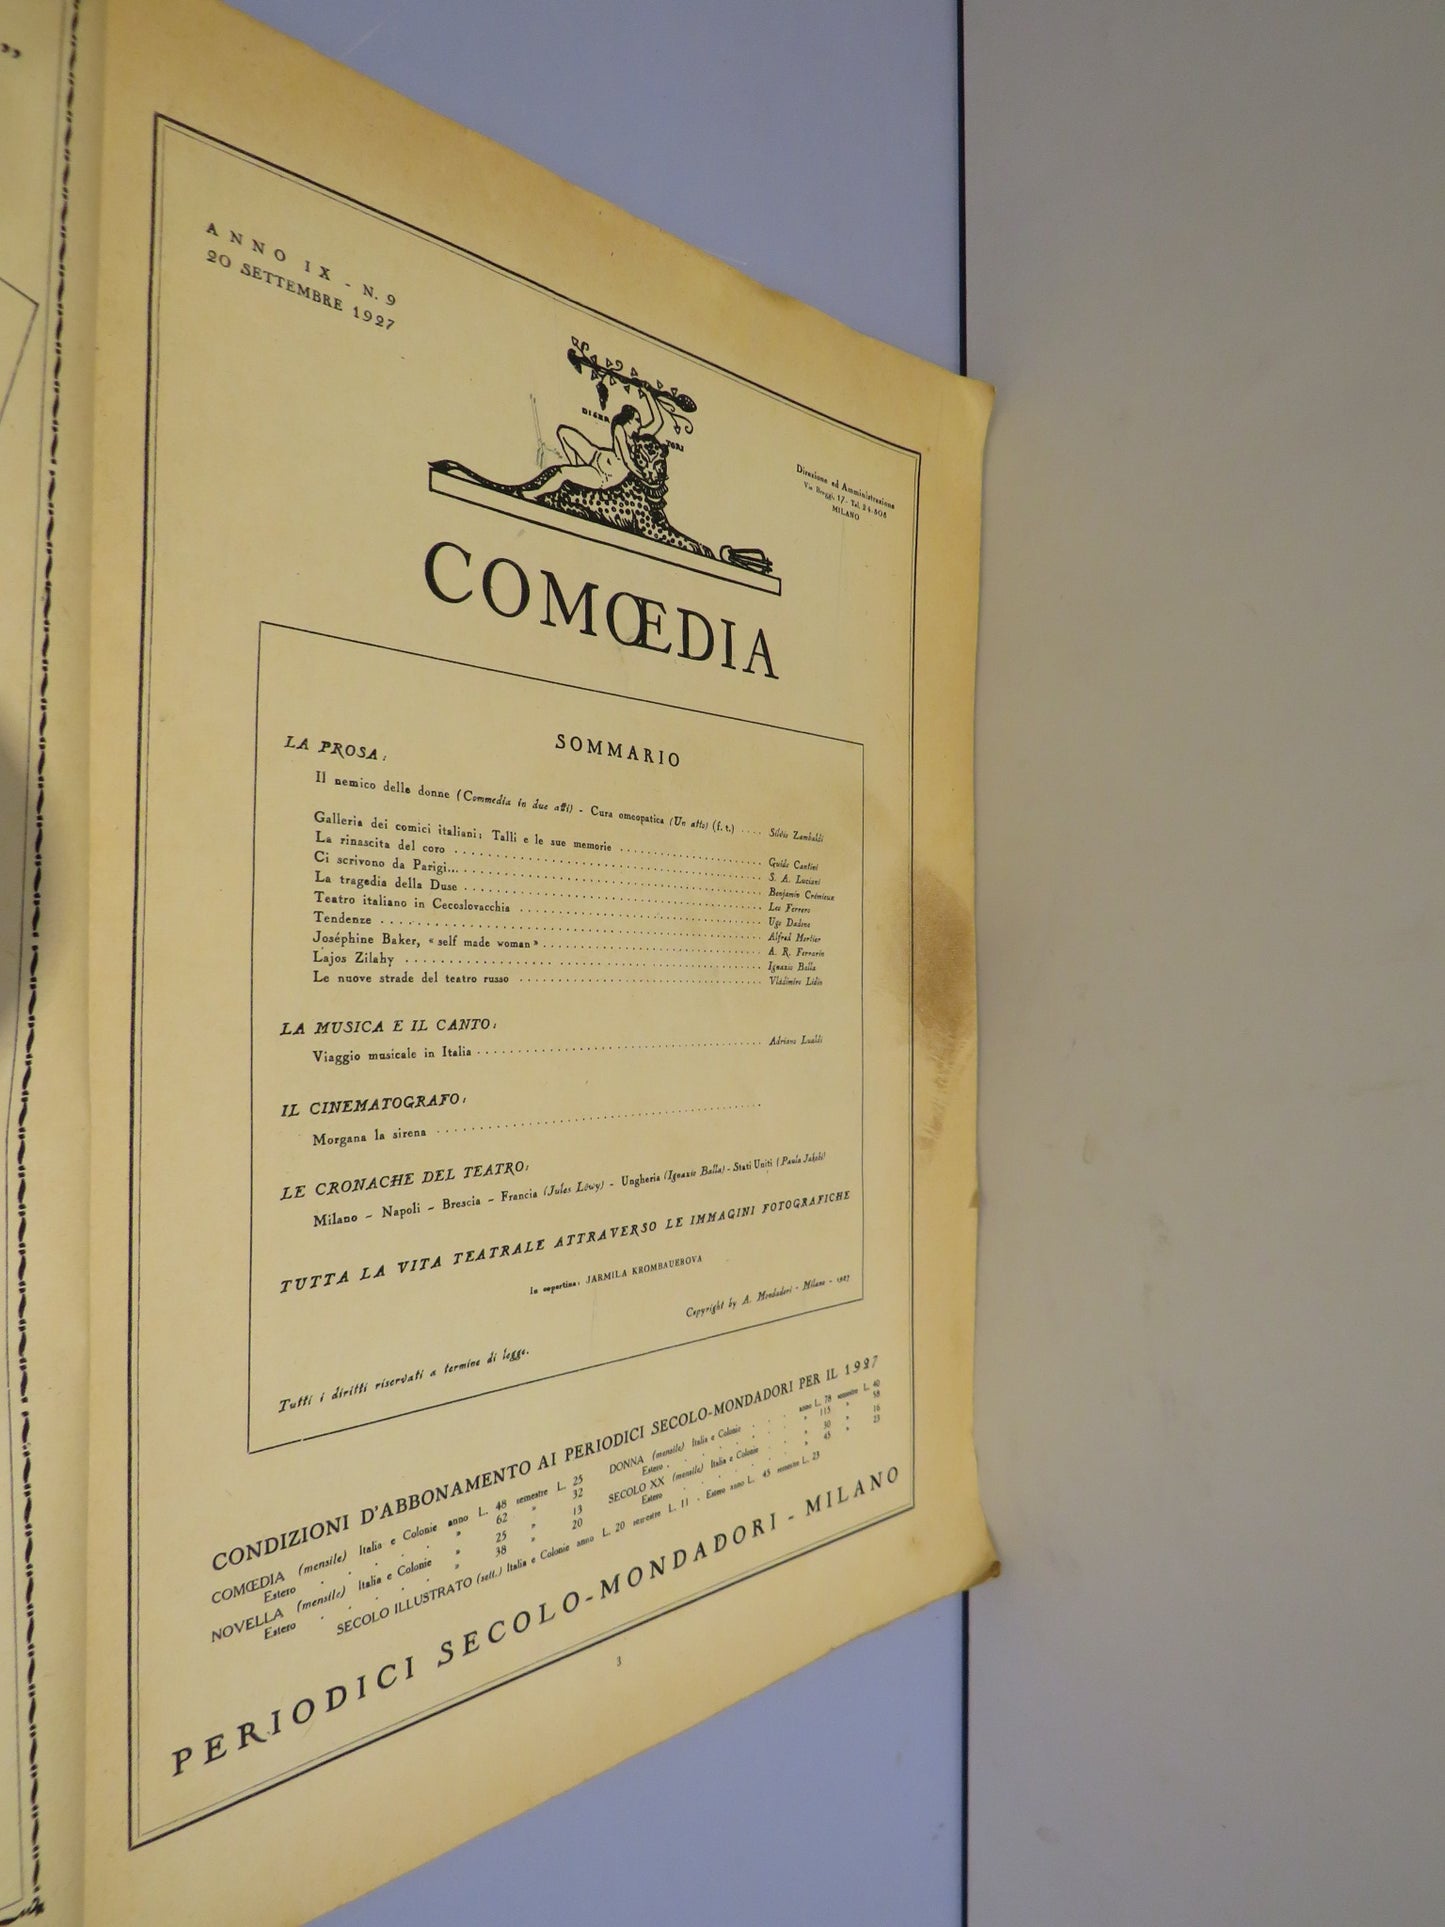 ”
ANNO IX - N. 9
20 SETTEMBRE 1927
Direzione ed Amministrazione
MILANO
COMŒDIA
SOMMARIO
LA PROSA:
Il nemico delle donne (Commedia in due atti) - Cura omeopatica (Un atto) (f. t.) ..... Silvio Zambaldi
Galleria dei comici italiani: Talli e le sue memorie ..... Guido Cantini
La rinascita del coro ..... S. A. Luciani
Ci scrivono da Parigi... ..... Benjamin Crémieux
La tragedia della Duse ..... Leo Ferrero
Teatro italiano in Cecoslovacchia ..... Ugo Dadone
Tendenze ..... Alfred Mortier
Joséphine Baker, « self made woman » ..... A. R. Ferrarin
Lajos Zilahy ..... Ignazio Balla
Le nuove strade del teatro russo ..... Vladimiro Lidin
LA MUSICA E IL CANTO:
Viaggio musicale in Italia ..... Adriano Lualdi
IL CINEMATOGRAFO:
Morgana la sirena .....
LE CRONACHE DEL TEATRO:
Milano - Napoli - Brescia - Francia (Jules Löwy) - Ungheria (Ignazio Balla) - Stati Uniti (Paula Jakobi)
TUTTA LA VITA TEATRALE ATTRAVERSO LE IMMAGINI FOTOGRAFICHE
In copertina: JARMILA KROMBAUEROVA
Copyright by A. Mondadori - Milano - 1927
Tutti i diritti riservati a termine di legge.
CONDIZIONI D'ABBONAMENTO AI PERIODICI SECOLO-MONDADORI PER IL 1927
COMŒDIA (mensile) Italia e Colonie anno L. 48 semestre L. 25
Estero . . . . » 62 » 32
NOVELLA (mensile) Italia e Colonie » 25 » 13
Estero . . . . » 38 » 20
DONNA (mensile) Italia e Colonie . . . anno L. 78 semestre L. 40
Estero . . . . . . » 115 » 58
SECOLO XX (mensile) Italia e Colonie . . » 30 » 16
Estero . . . . . . » 45 » 23
SECOLO ILLUSTRATO (sett.) Italia e Colonie anno L. 20 semestre L. 11 - Estero anno L. 45 semestre L. 23
PERIODICI SECOLO-MONDADORI - MILANO
3